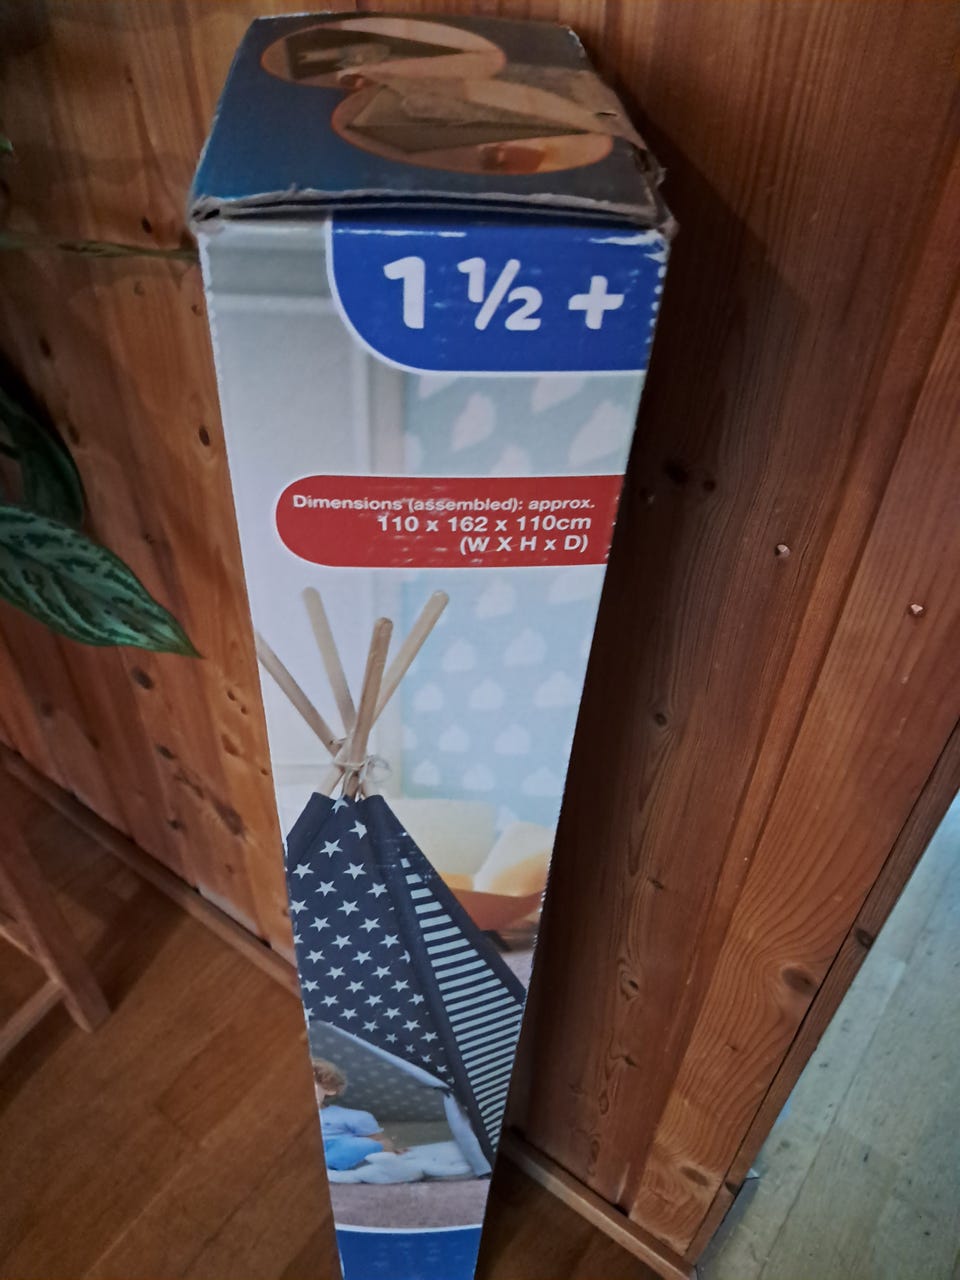 1 ½ +
Dimensions (assembled): approx.
110 x 162 x 110cm
(W X H x D)